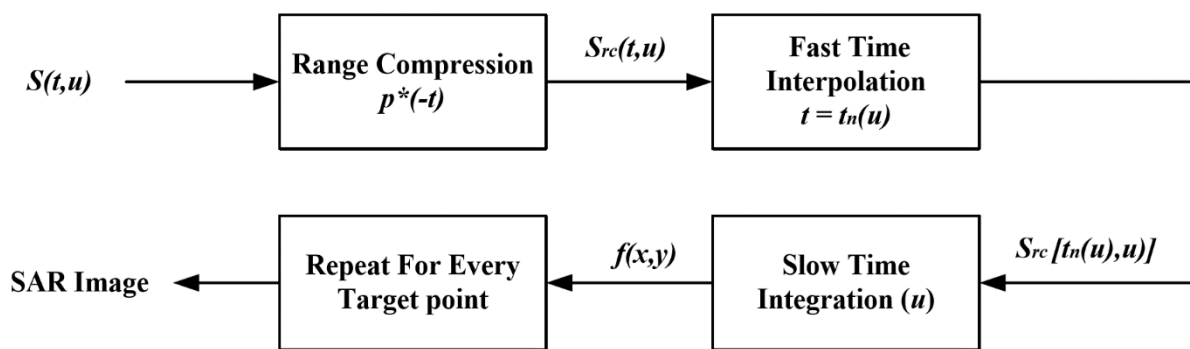 S(t,u)
Range Compression
p*(-t)
Src(t,u)
Fast Time
Interpolation
t = tn(u)
Src [tn(u),u)]
Slow Time
Integration (u)
f(x,y)
Repeat For Every
Target point
SAR Image